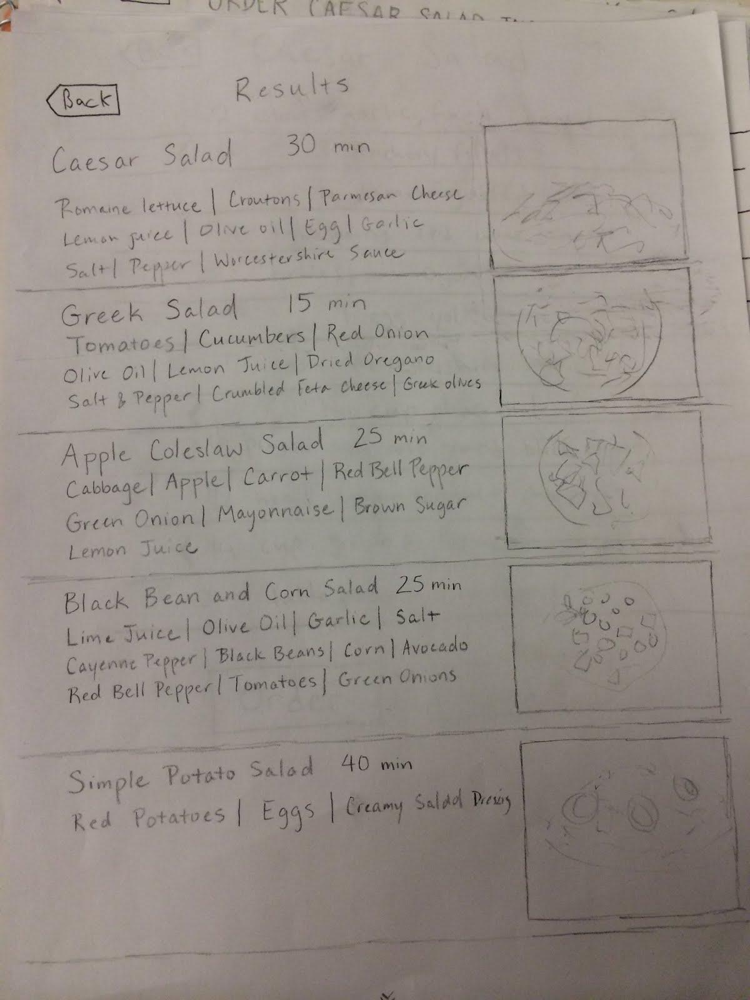 ORDER CAESAR SALAD
Back
Results
Caesar Salad 30 min
Romaine lettuce | Croutons | Parmesan Cheese
Lemon juice | Olive oil | Egg | Garlic
Salt | Pepper | Worcestershire Sauce
Greek Salad 15 min
Tomatoes | Cucumbers | Red Onion
Olive Oil | Lemon Juice | Dried Oregano
Salt & Pepper | Crumbled Feta cheese | Greek olives
Apple Coleslaw Salad 25 min
Cabbage | Apple | Carrot | Red Bell Pepper
Green Onion | Mayonnaise | Brown Sugar
Lemon Juice
Black Bean and Corn Salad 25 min
Lime Juice | Olive Oil | Garlic | Salt
Cayenne Pepper | Black Beans | Corn | Avocado
Red Bell Pepper | Tomatoes | Green Onions
Simple Potato Salad 40 min
Red Potatoes | Eggs | Creamy Salad